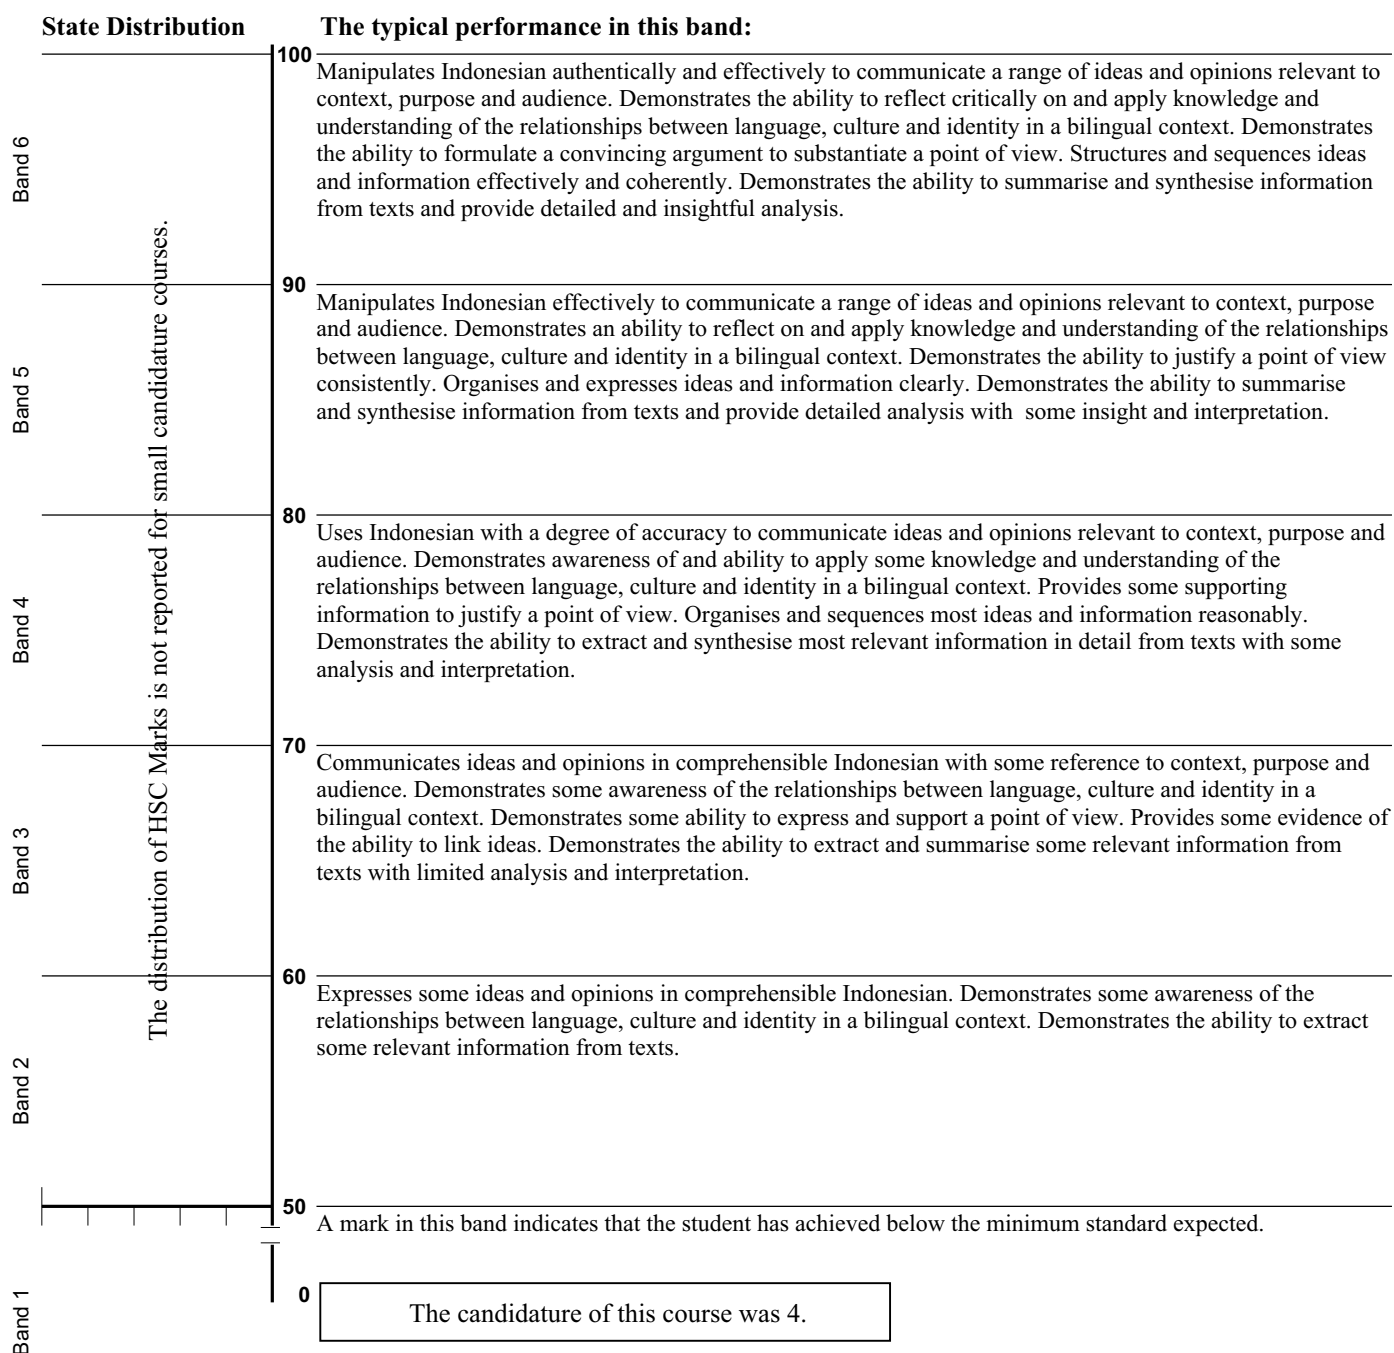 State Distribution
The typical performance in this band:
100
Manipulates Indonesian authentically and effectively to communicate a range of ideas and opinions relevant to
context, purpose and audience. Demonstrates the ability to reflect critically on and apply knowledge and
understanding of the relationships between language, culture and identity in a bilingual context. Demonstrates
the ability to formulate a convincing argument to substantiate a point of view. Structures and sequences ideas
and information effectively and coherently. Demonstrates the ability to summarise and synthesise information
from texts and provide detailed and insightful analysis.
Band 6
90
Manipulates Indonesian effectively to communicate a range of ideas and opinions relevant to context, purpose
and audience. Demonstrates an ability to reflect on and apply knowledge and understanding of the relationships
between language, culture and identity in a bilingual context. Demonstrates the ability to justify a point of view
consistently. Organises and expresses ideas and information clearly. Demonstrates the ability to summarise
and synthesise information from texts and provide detailed analysis with some insight and interpretation.
Band 5
The distribution of HSC Marks is not reported for small candidature courses.
80
Uses Indonesian with a degree of accuracy to communicate ideas and opinions relevant to context, purpose and
audience. Demonstrates awareness of and ability to apply some knowledge and understanding of the
relationships between language, culture and identity in a bilingual context. Provides some supporting
information to justify a point of view. Organises and sequences most ideas and information reasonably.
Demonstrates the ability to extract and synthesise most relevant information in detail from texts with some
analysis and interpretation.
Band 4
70
Communicates ideas and opinions in comprehensible Indonesian with some reference to context, purpose and
audience. Demonstrates some awareness of the relationships between language, culture and identity in a
bilingual context. Demonstrates some ability to express and support a point of view. Provides some evidence of
the ability to link ideas. Demonstrates the ability to extract and summarise some relevant information from
texts with limited analysis and interpretation.
Band 3
60
Expresses some ideas and opinions in comprehensible Indonesian. Demonstrates some awareness of the
relationships between language, culture and identity in a bilingual context. Demonstrates the ability to extract
some relevant information from texts.
Band 2
50
A mark in this band indicates that the student has achieved below the minimum standard expected.
0
Band 1
The candidature of this course was 4.